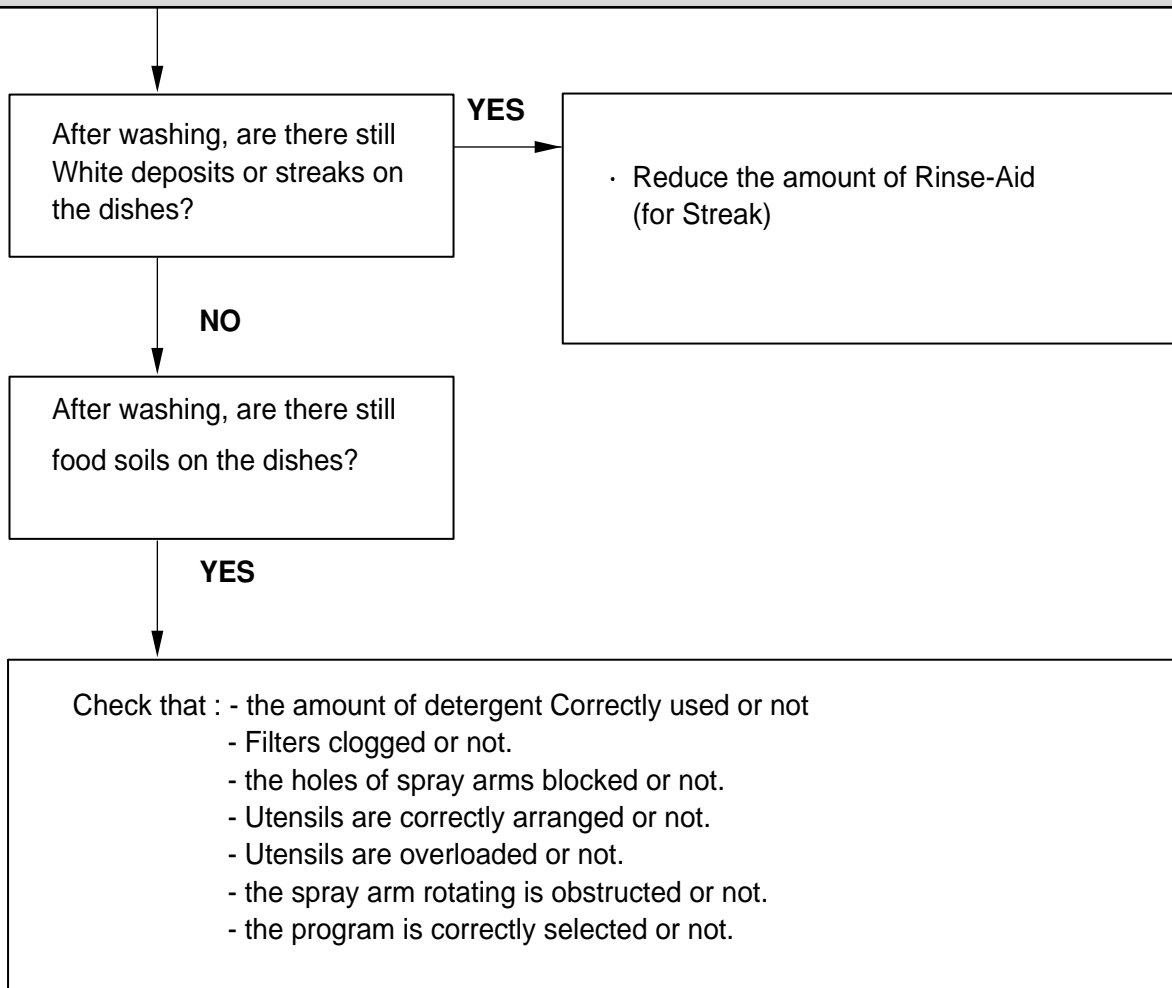 After washing, are there still
White deposits or streaks on
the dishes?
YES
· Reduce the amount of Rinse-Aid
(for Streak)
NO
After washing, are there still
food soils on the dishes?
YES
Check that : - the amount of detergent Correctly used or not
- Filters clogged or not.
- the holes of spray arms blocked or not.
- Utensils are correctly arranged or not.
- Utensils are overloaded or not.
- the spray arm rotating is obstructed or not.
- the program is correctly selected or not.